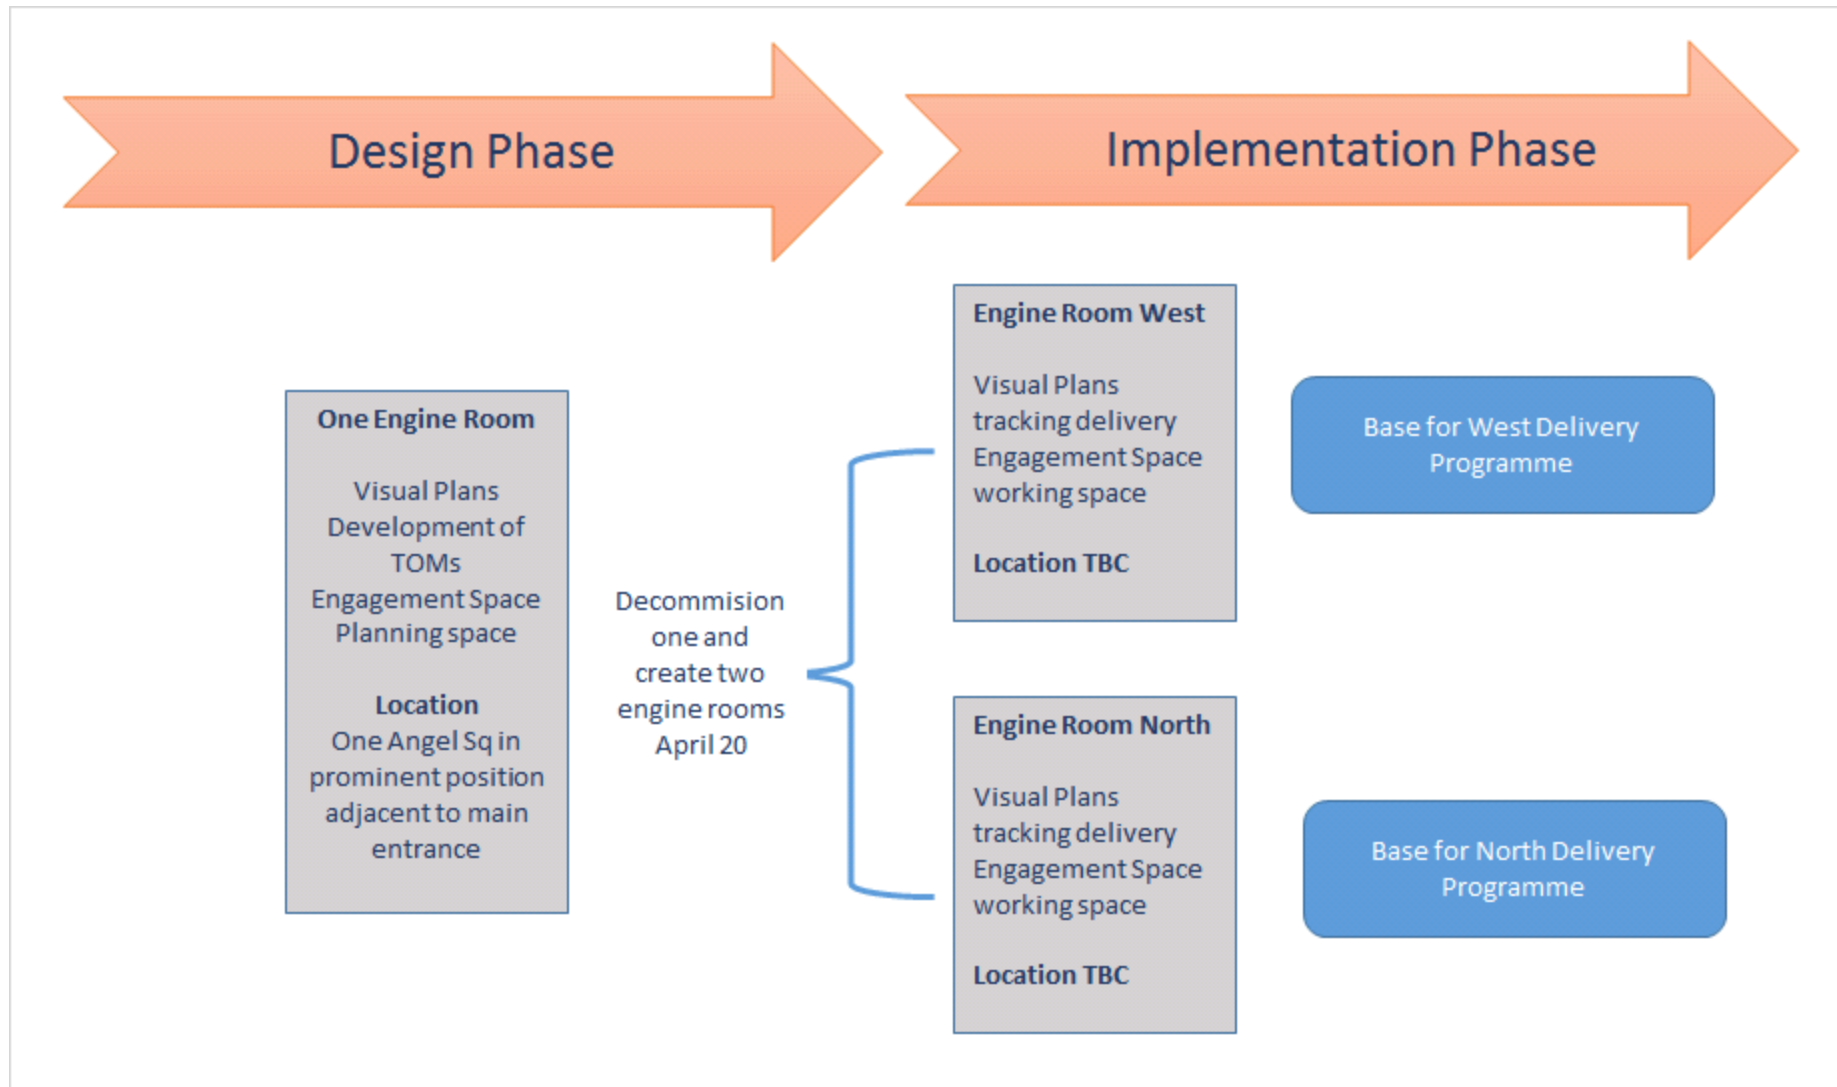 Design Phase
Implementation Phase
One Engine Room
Visual Plans
Development of
TOMs
Engagement Space
Planning space
Location
One Angel Sq in
prominent position
adjacent to main
entrance
Decommision
one and
create two
engine rooms
April 20
Engine Room West
Visual Plans
tracking delivery
Engagement Space
working space
Location TBC
Base for West Delivery
Programme
Engine Room North
Visual Plans
tracking delivery
Engagement Space
working space
Location TBC
Base for North Delivery
Programme